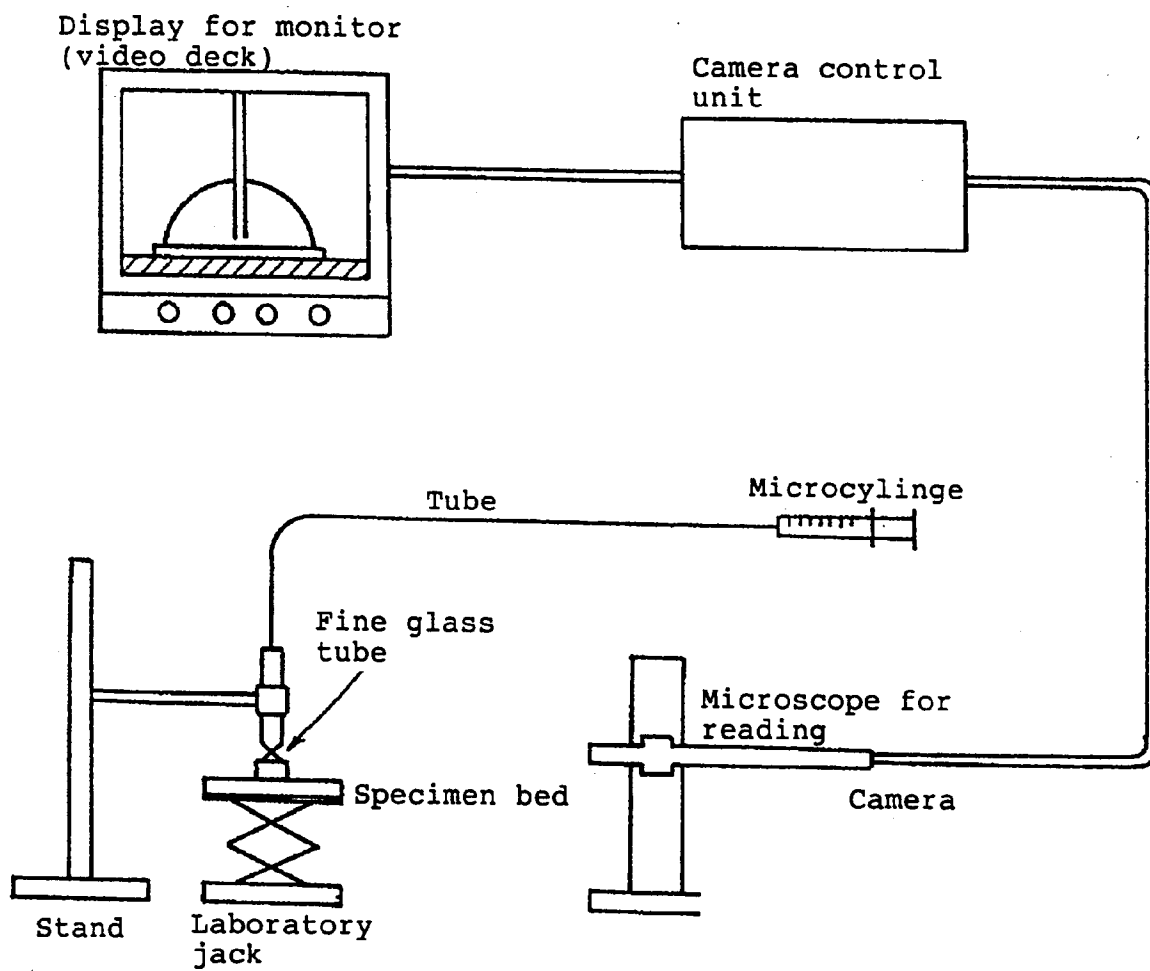 Display for monitor
(video deck)
Camera control
unit
Tube
Microcylinge
Fine glass
tube
Microscope for
reading
Specimen bed
Camera
Stand
Laboratory
jack